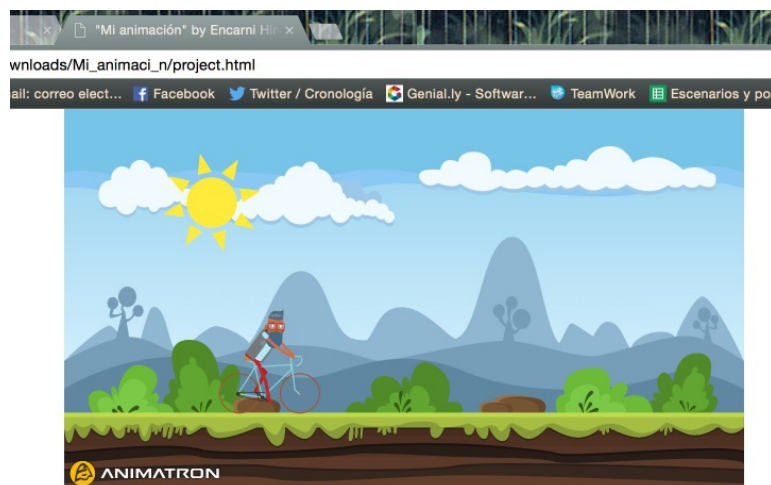 "Mi animación" by Encarni Hin
wnloads/Mi_animaci_n/project.html
ail: correo elect... Facebook Twitter / Cronología Genial.ly - Softwar... TeamWork Escenarios y po
ANIMATRON